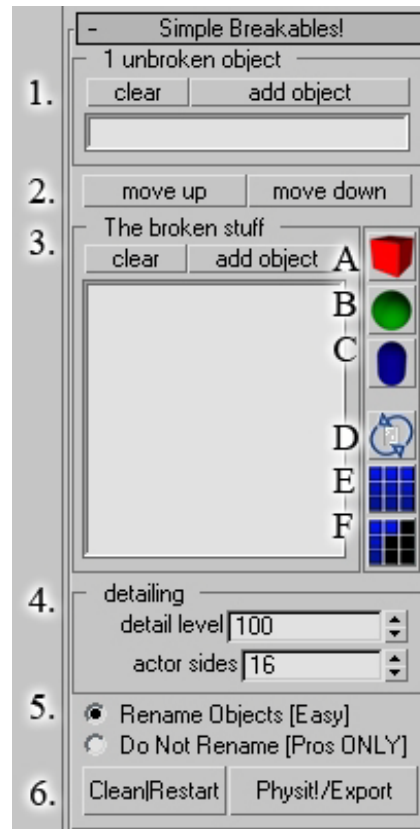 - Simple Breakables!
1 unbroken object
1. clear add object
2. move up move down
3. The broken stuff
clear add object A
B
C
D
E
F
4. detailing
detail level 100
actor sides 16
5. Rename Objects [Easy]
Do Not Rename [Pros ONLY]
6. Clean|Restart Physit!/Export